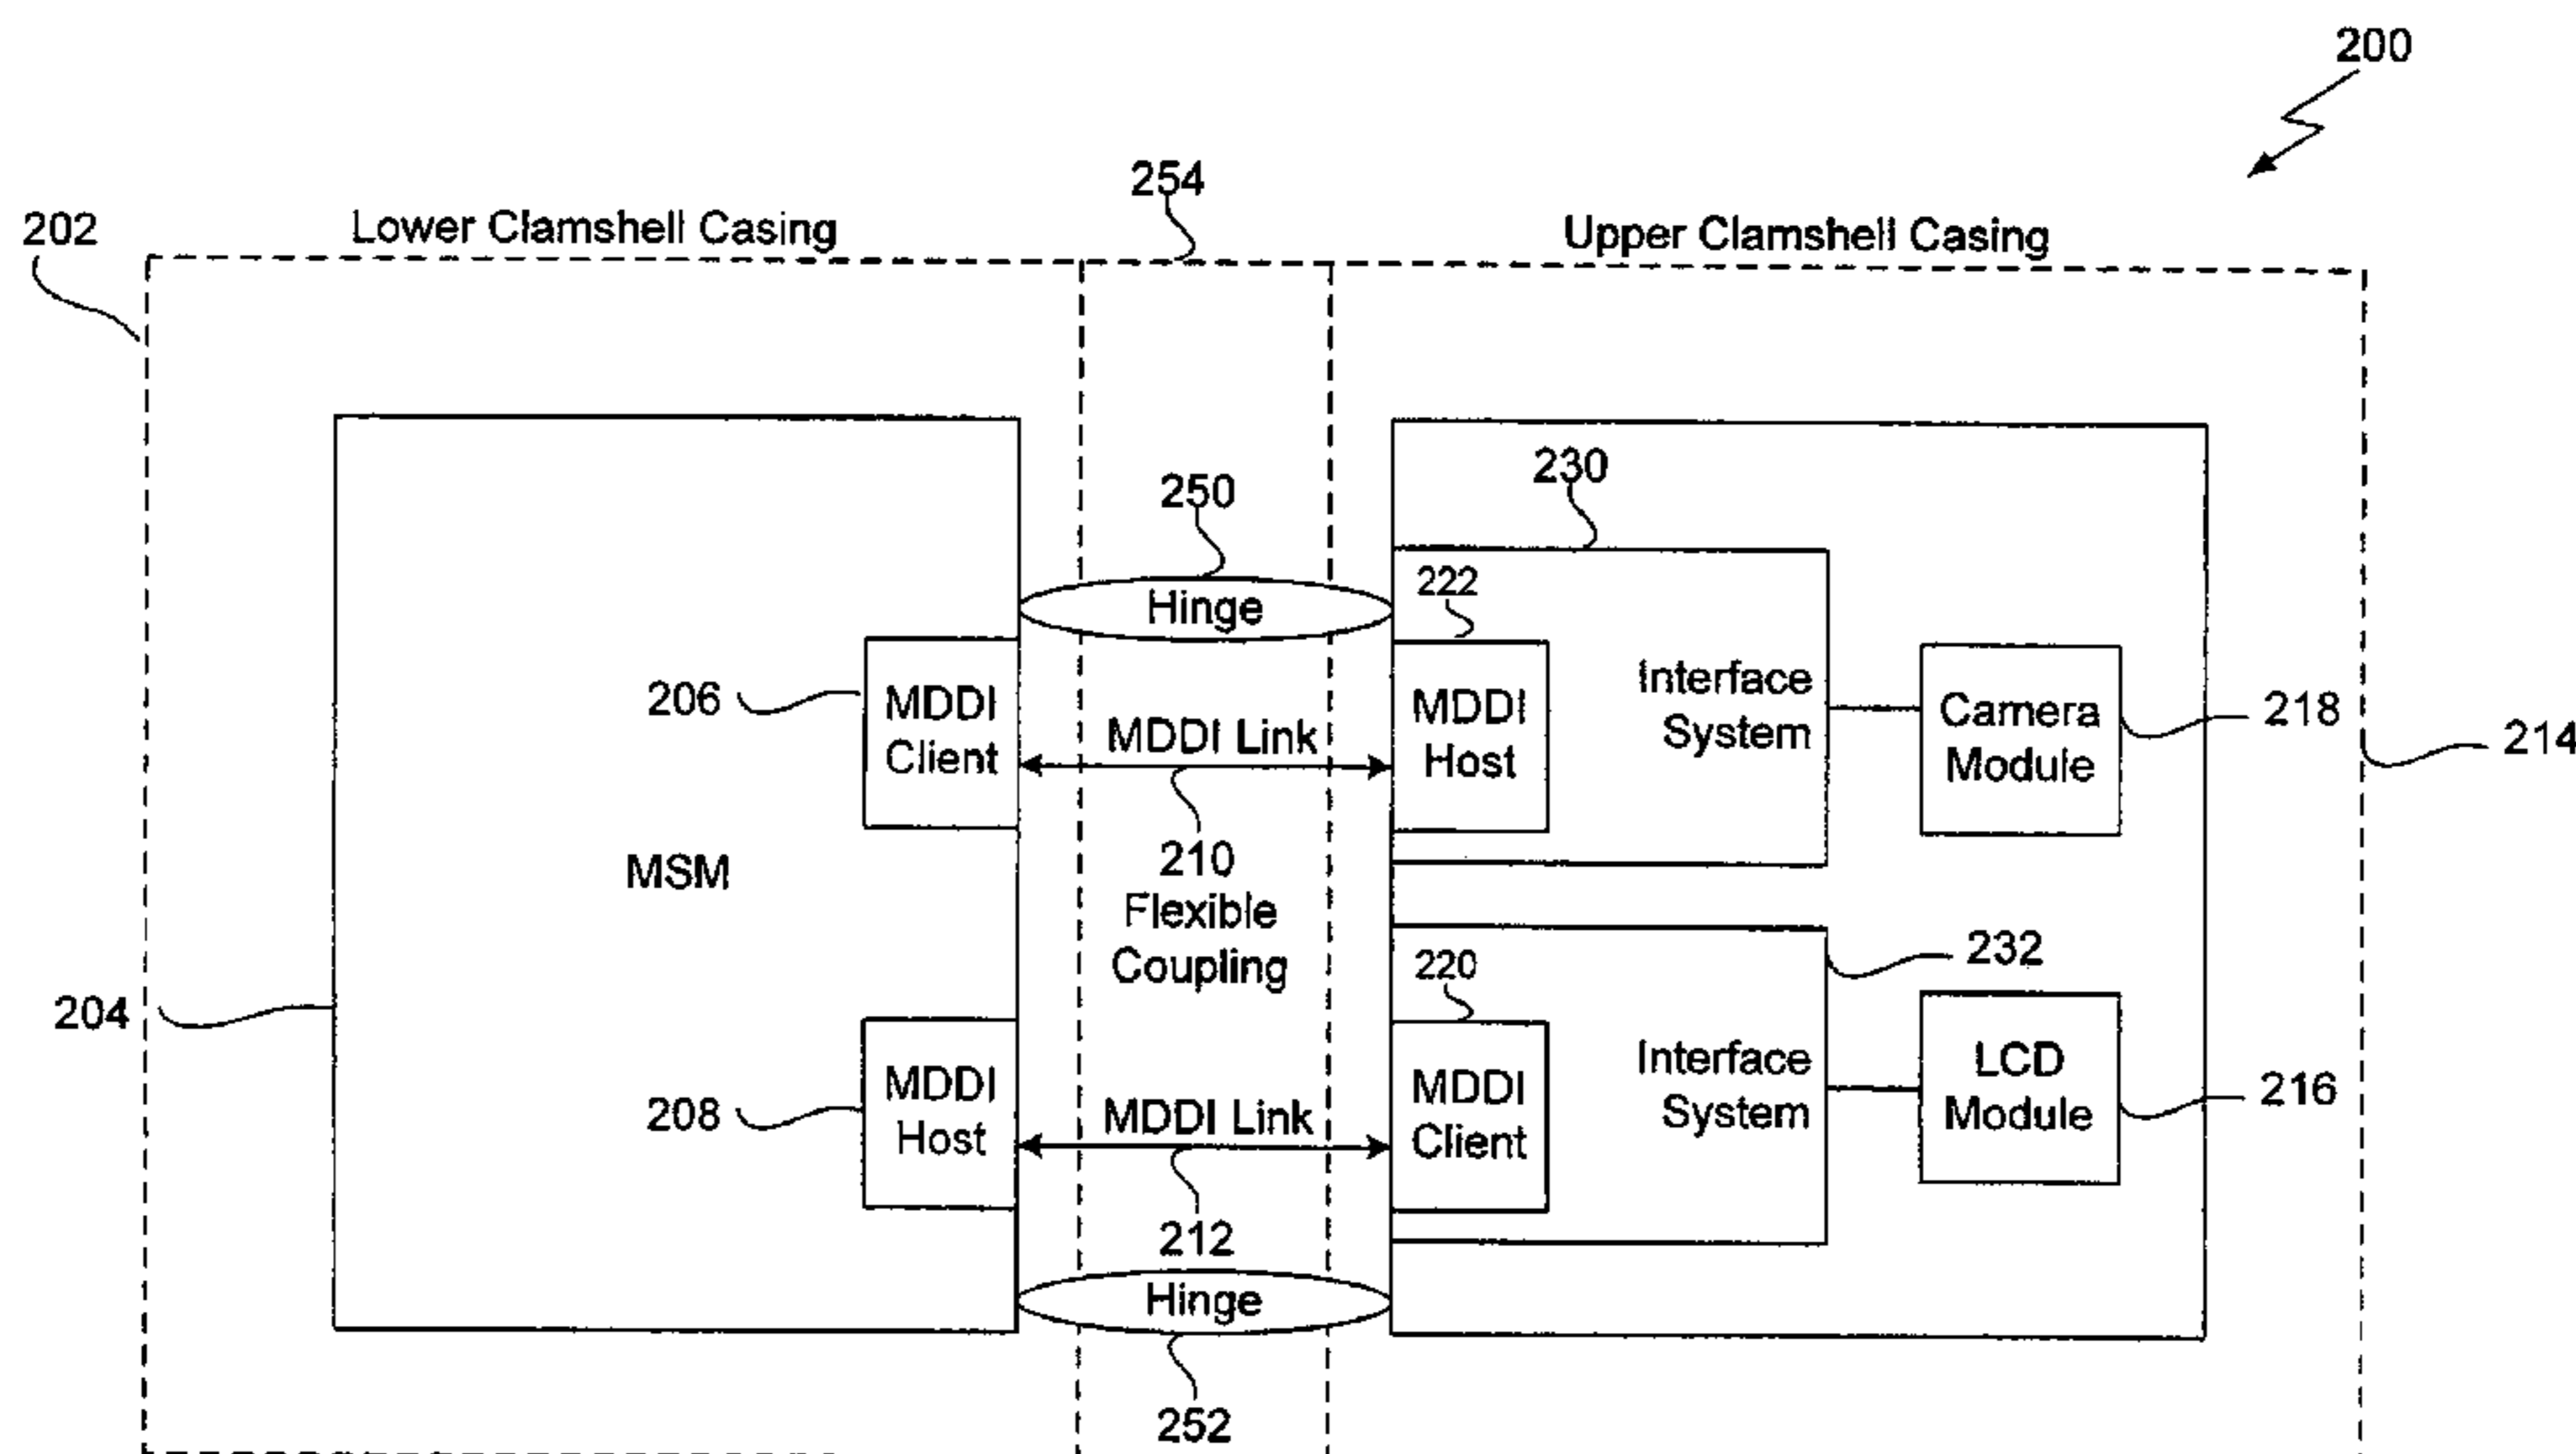 200
254
202
Lower Clamshell Casing
Upper Clamshell Casing
250
230
Hinge
222
206
MDDI
Client
MDDI Link
MDDI
Host
Interface
System
Camera
Module
218
214
210
MSM
Flexible
Coupling
204
220
232
208
MDDI
Host
MDDI Link
MDDI
Client
Interface
System
LCD
Module
216
212
Hinge
252